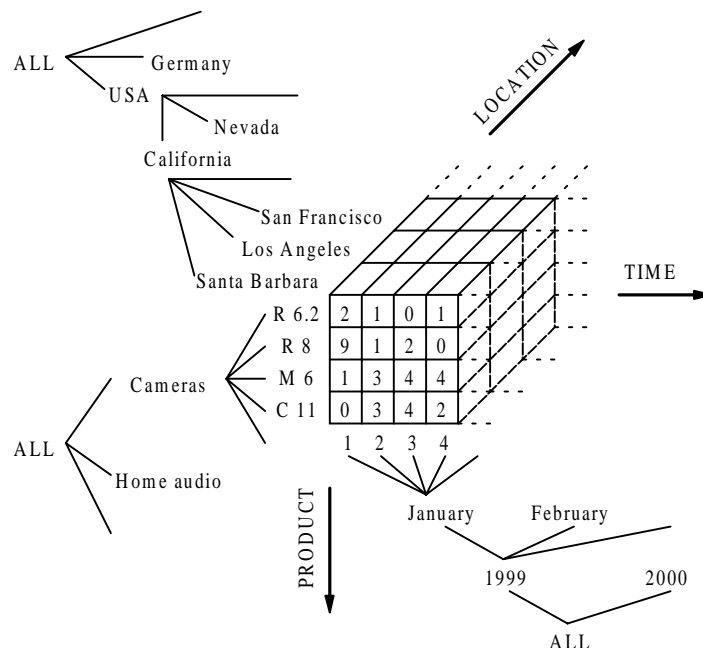 ALL
Germany
USA
Nevada
California
San Francisco
Los Angeles
Santa Barbara
LOCATION
TIME
R 6.2 2 1 0 1
R 8 9 1 2 0
M 6 1 3 4 4
C 11 0 3 4 2
1 2 3 4
Cameras
ALL
Home audio
PRODUCT
January February
1999 2000
ALL